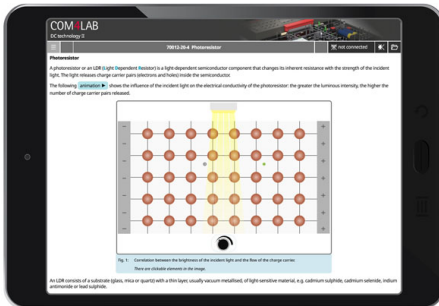 COM4LAB
DC technology II
70012-20-4 Photoresistor
not connected
Photoresistor
A photoresistor or an LDR (Light Dependent Resistor) is a light-dependent semiconductor component that changes its inherent resistance with the strength of the incident
light. The light releases charge carrier pairs (electrons and holes) inside the semiconductor.
The following animation shows the influence of the incident light on the electrical conductivity of the photoresistor: the greater the luminous intensity, the higher the
number of charge carrier pairs released.
Fig. 1: Correlation between the brightness of the incident light and the flow of the charge carrier.
There are clickable elements in the image.
An LDR consists of a substrate (glass, mica or quartz) with a thin layer, usually vacuum metallised, of light-sensitive material, e.g. cadmium sulphide, cadmium selenide, indium
antimonide or lead sulphide.